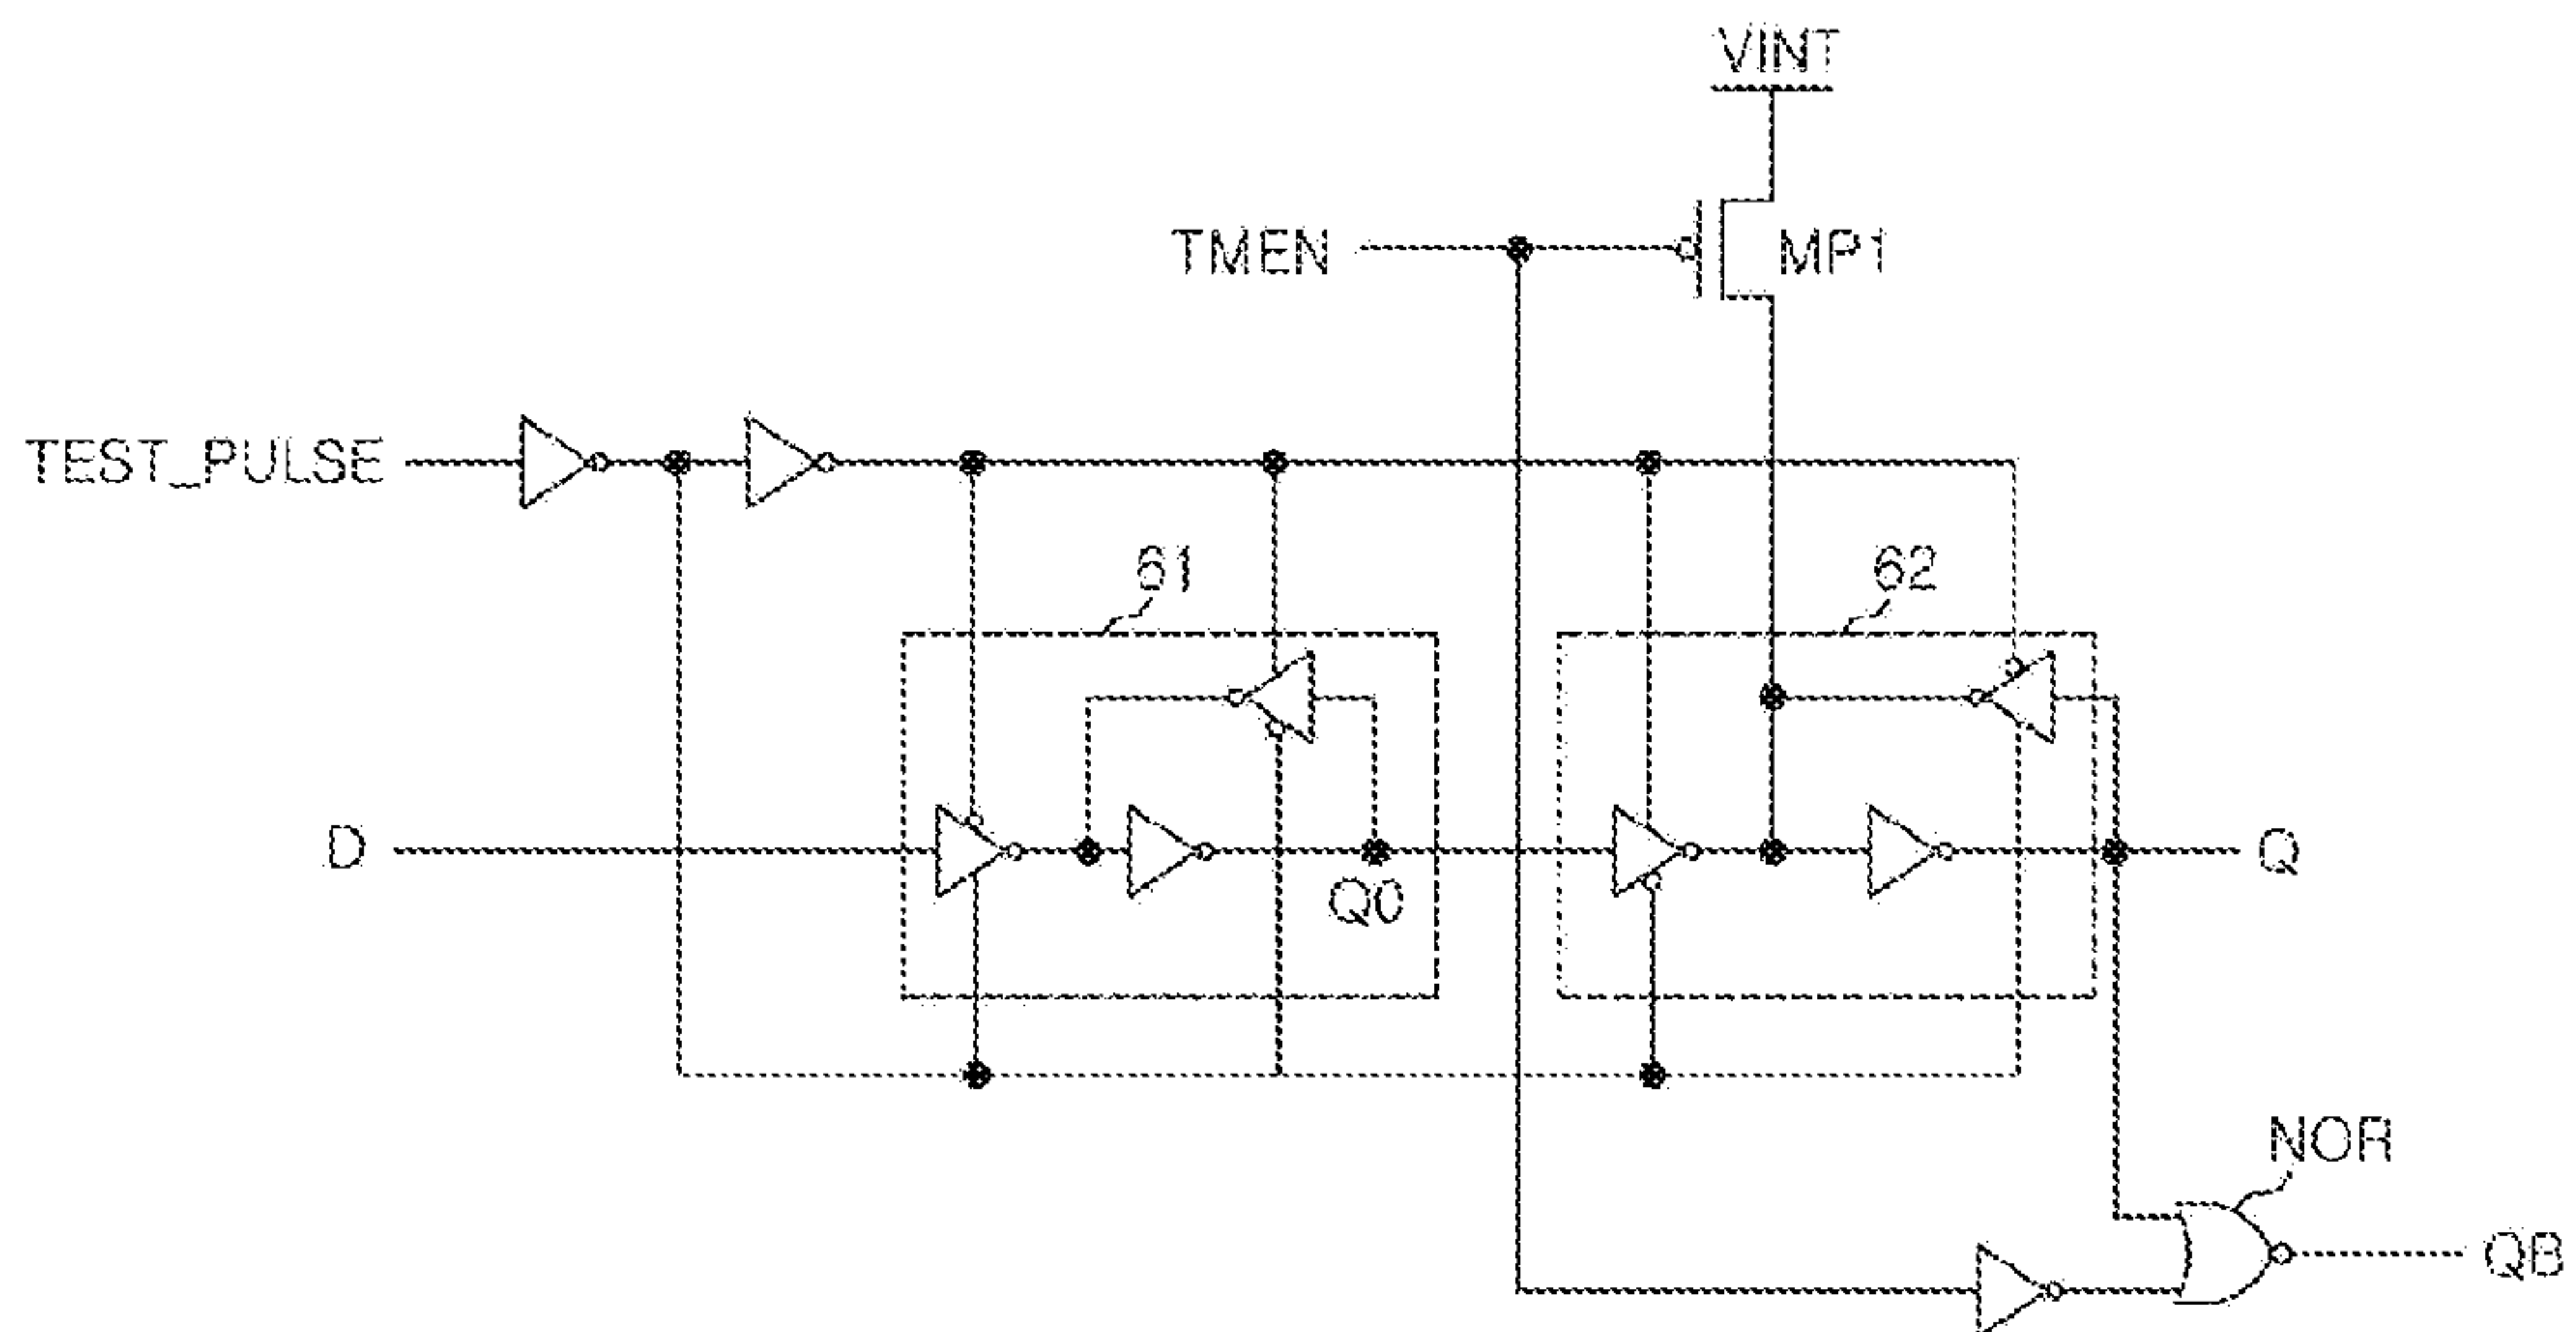 VINT
TMEN
MP1
TEST_PULSE
61
62
D
Q0
Q
NOR
QB